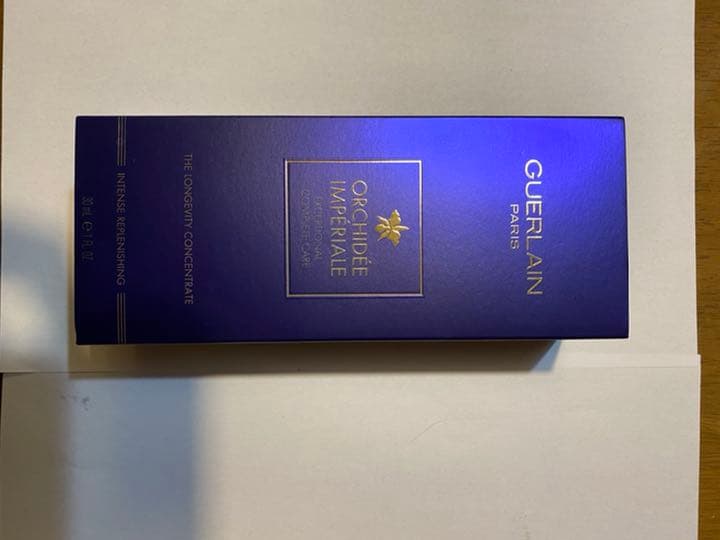 GUERLAIN
PARIS
ORCHIDÉE
IMPÉRIALE
EXCEPTIONAL
COMPLETE CARE
THE LONGEVITY CONCENTRATE
INTENSE REPLENISHING
30 mL ℮ 1 FL.OZ